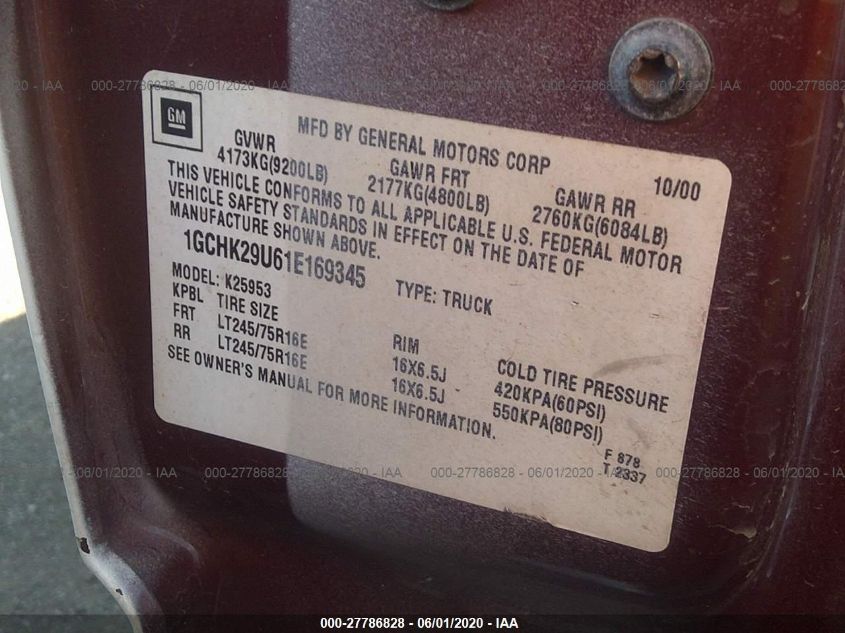 GM
MFD BY GENERAL MOTORS CORP
10/00
GVWR
4173KG(9200LB)
GAWR FRT
2177KG(4800LB)
GAWR RR
2760KG(6084LB)
THIS VEHICLE CONFORMS TO ALL APPLICABLE U.S. FEDERAL MOTOR
VEHICLE SAFETY STANDARDS IN EFFECT ON THE DATE OF
MANUFACTURE SHOWN ABOVE.
1GCHK29U61E169345
TYPE: TRUCK
MODEL: K25953
KPBL TIRE SIZE RIM COLD TIRE PRESSURE
FRT LT245/75R16E 16X6.5J 420KPA(60PSI)
RR LT245/75R16E 16X6.5J 550KPA(80PSI)
SEE OWNER'S MANUAL FOR MORE INFORMATION.
F 878
T 2337
000-27786828 - 06/01/2020 - IAA